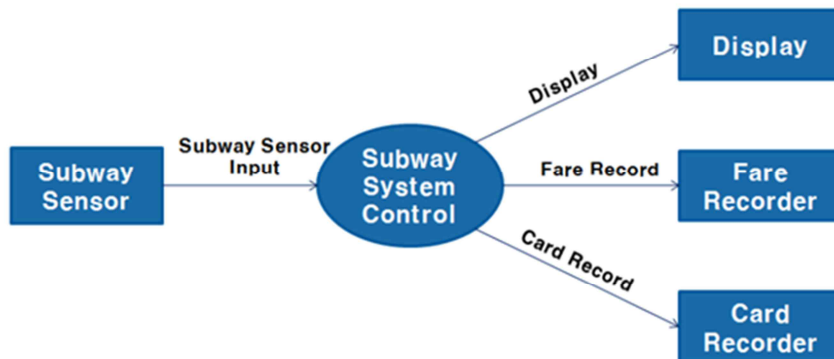 Subway
Sensor
Subway Sensor
Input
Subway
System
Control
Display
Display
Fare Record
Fare
Recorder
Card Record
Card
Recorder